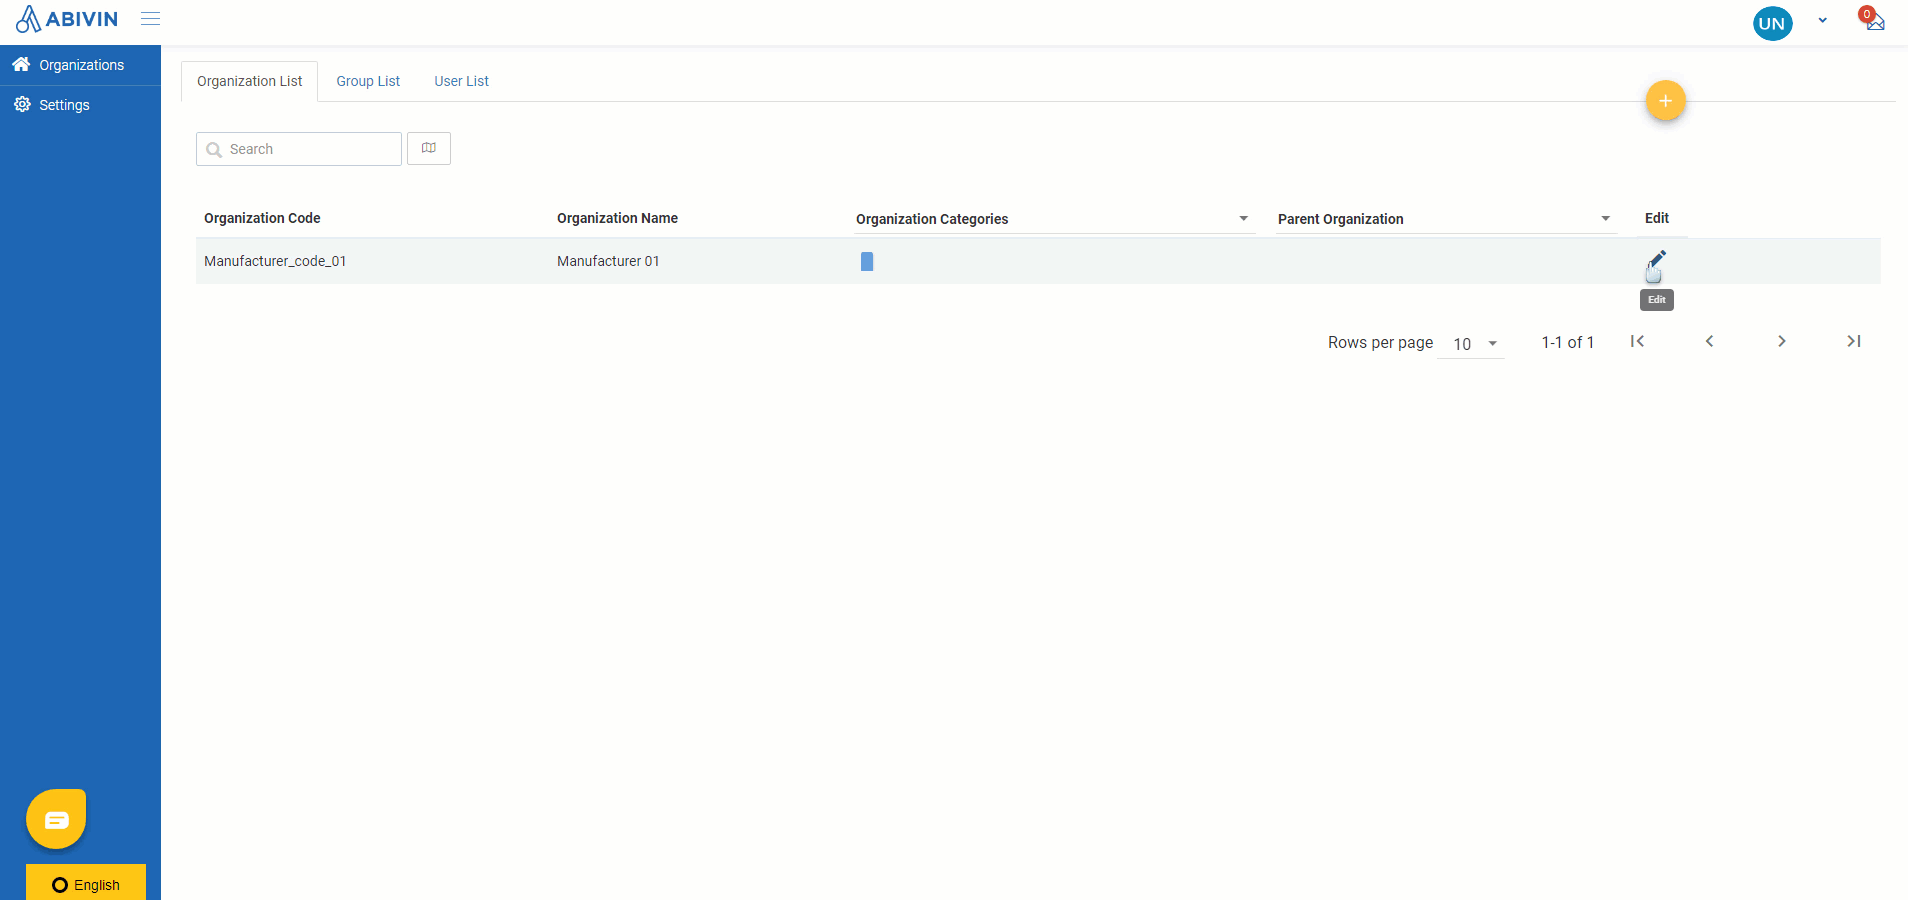 ABIVIN
UN
0
Organizations
Settings
Organization List
Group List
User List
+
Search
Organization Code
Organization Name
Organization Categories
Parent Organization
Edit
Manufacturer_code_01
Manufacturer 01
Edit
Rows per page
10
1-1 of 1
English